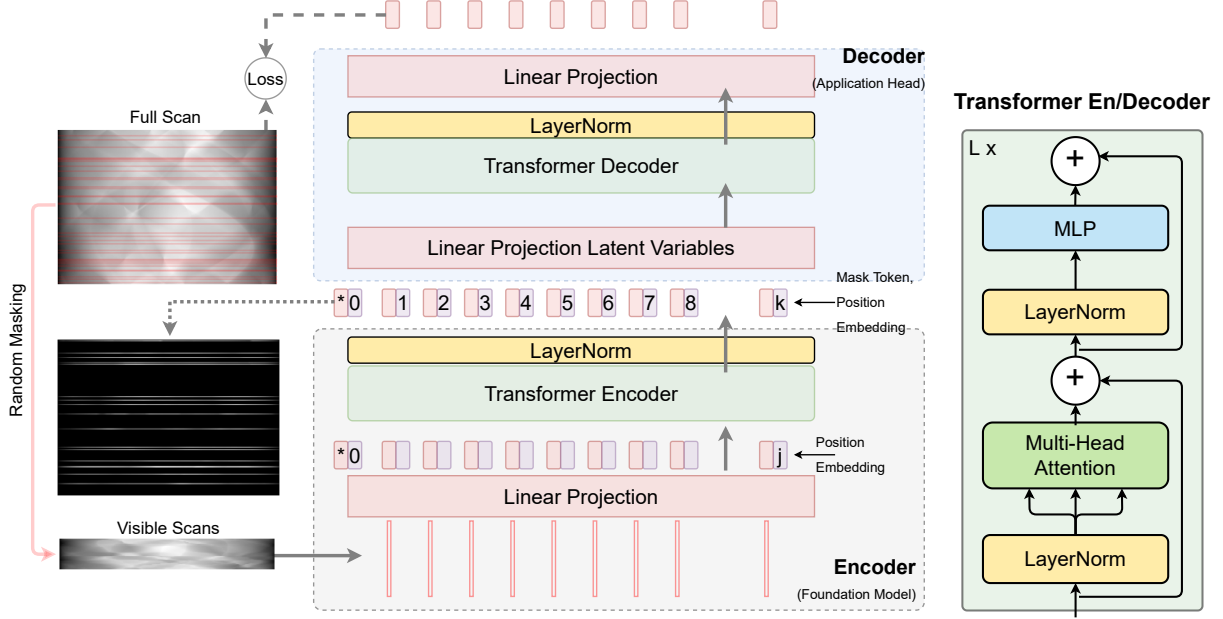 Loss
Full Scan
Random Masking
Visible Scans
Decoder
(Application Head)
Linear Projection
LayerNorm
Transformer Decoder
Linear Projection Latent Variables
*0 1 2 3 4 5 6 7 8 k
Mask Token,
Position
Embedding
LayerNorm
Transformer Encoder
*0 j
Position
Embedding
Linear Projection
Encoder
(Foundation Model)
Transformer En/Decoder
L x
+
MLP
LayerNorm
+
Multi-Head
Attention
LayerNorm